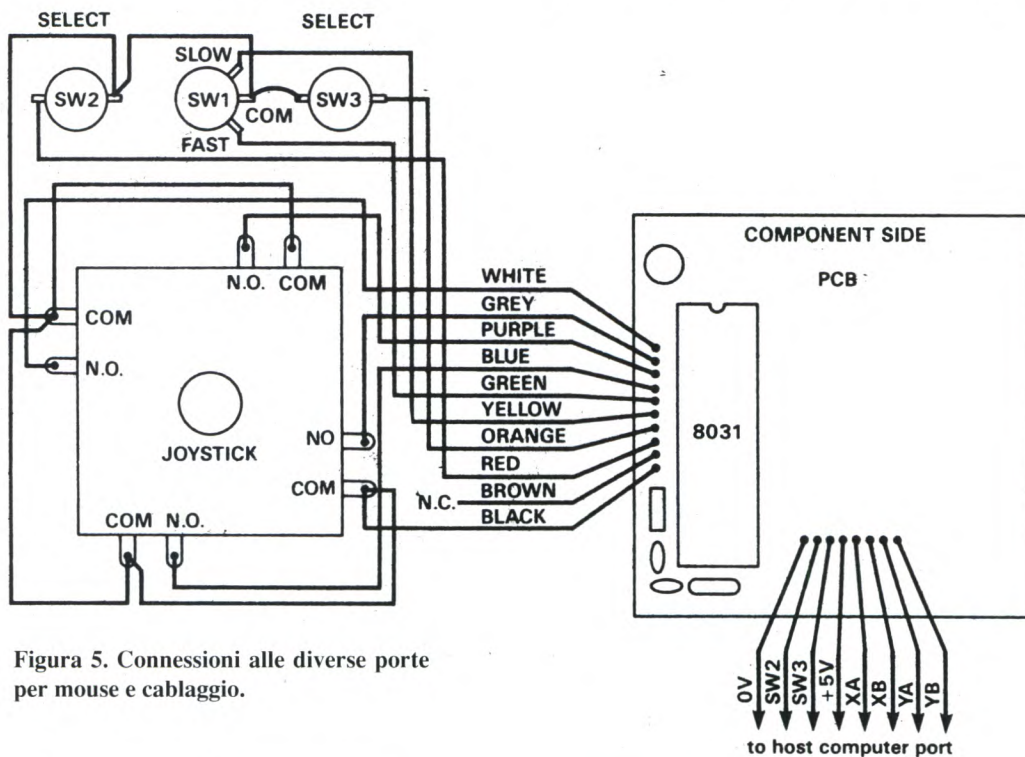 SELECT
SELECT
SLOW
SW2
SW1
SW3
COM
FAST
N.O. COM
COM
N.O.
JOYSTICK
NO
COM
COM N.O.
WHITE
GREY
PURPLE
BLUE
GREEN
YELLOW
ORANGE
RED
N.C. BROWN
BLACK
COMPONENT SIDE
PCB
8031
0V
SW2
SW3
+5V
XA
XB
YA
YB
to host computer port
Figura 5. Connessioni alle diverse porte
per mouse e cablaggio.